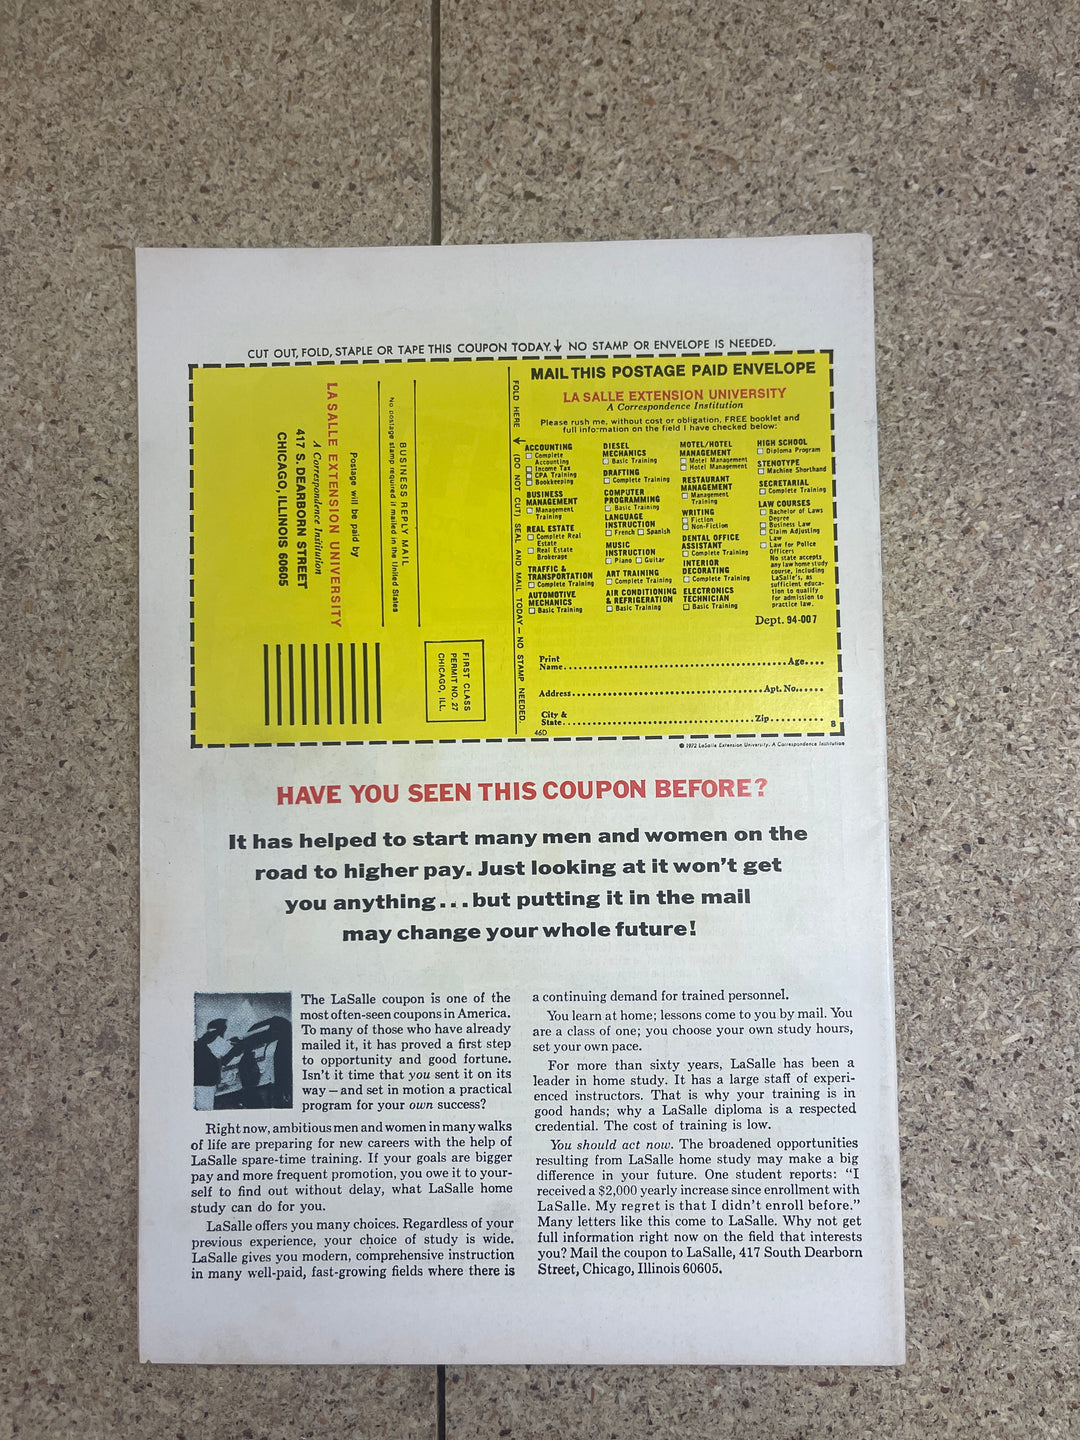 CUT OUT, FOLD, STAPLE OR TAPE THIS COUPON TODAY. NO STAMP OR ENVELOPE IS NEEDED.
LA SALLE EXTENSION UNIVERSITY
A Correspondence Institution
417 S. DEARBORN STREET
CHICAGO, ILLINOIS 60605
Postage will be paid by
No postage stamp required if mailed in the United States
BUSINESS REPLY MAIL
FIRST CLASS
PERMIT NO. 27
CHICAGO, ILL.
FOLD HERE (DO NOT CUT) SEAL AND MAIL TODAY — NO STAMP NEEDED.
MAIL THIS POSTAGE PAID ENVELOPE
LA SALLE EXTENSION UNIVERSITY
A Correspondence Institution
Please rush me, without cost or obligation, FREE booklet and
full information on the field I have checked below:
ACCOUNTING
Complete
Accounting
Income Tax
CPA Training
Bookkeeping
BUSINESS
MANAGEMENT
Management
Training
REAL ESTATE
Complete Real
Estate
Real Estate
Brokerage
TRAFFIC &
TRANSPORTATION
Complete Training
AUTOMOTIVE
MECHANICS
Basic Training
DIESEL
MECHANICS
Basic Training
DRAFTING
Complete Training
COMPUTER
PROGRAMMING
Basic Training
LANGUAGE
INSTRUCTION
French Spanish
MUSIC
INSTRUCTION
Piano Guitar
ART TRAINING
Complete Training
AIR CONDITIONING
& REFRIGERATION
Basic Training
MOTEL/HOTEL
MANAGEMENT
Motel Management
Hotel Management
RESTAURANT
MANAGEMENT
Management
Training
WRITING
Fiction
Non-Fiction
DENTAL OFFICE
ASSISTANT
Complete Training
INTERIOR
DECORATING
Complete Training
ELECTRONICS
TECHNICIAN
Basic Training
HIGH SCHOOL
Diploma Program
STENOTYPE
Machine Shorthand
SECRETARIAL
Complete Training
LAW COURSES
Bachelor of Laws
Degree
Business Law
Claim Adjusting
Law
Law for Police
Officers
No state accepts
any law home study
course, including
LaSalle's, as
sufficient educa-
tion to qualify
for admission to
practice law.
Dept. 94-007
Print
Name Age
Address Apt. No.
City &
State Zip
46D
8
© 1972 LaSalle Extension University. A Correspondence Institution
HAVE YOU SEEN THIS COUPON BEFORE?
It has helped to start many men and women on the
road to higher pay. Just looking at it won't get
you anything...but putting it in the mail
may change your whole future!
The LaSalle coupon is one of the
most often-seen coupons in America.
To many of those who have already
mailed it, it has proved a first step
to opportunity and good fortune.
Isn't it time that you sent it on its
way – and set in motion a practical
program for your own success?
Right now, ambitious men and women in many walks
of life are preparing for new careers with the help of
LaSalle spare-time training. If your goals are bigger
pay and more frequent promotion, you owe it to your-
self to find out without delay, what LaSalle home
study can do for you.
LaSalle offers you many choices. Regardless of your
previous experience, your choice of study is wide.
LaSalle gives you modern, comprehensive instruction
in many well-paid, fast-growing fields where there is
a continuing demand for trained personnel.
You learn at home; lessons come to you by mail. You
are a class of one; you choose your own study hours,
set your own pace.
For more than sixty years, LaSalle has been a
leader in home study. It has a large staff of experi-
enced instructors. That is why your training is in
good hands; why a LaSalle diploma is a respected
credential. The cost of training is low.
You should act now. The broadened opportunities
resulting from LaSalle home study may make a big
difference in your future. One student reports: "I
received a $2,000 yearly increase since enrollment with
LaSalle. My regret is that I didn't enroll before."
Many letters like this come to LaSalle. Why not get
full information right now on the field that interests
you? Mail the coupon to LaSalle, 417 South Dearborn
Street, Chicago, Illinois 60605.